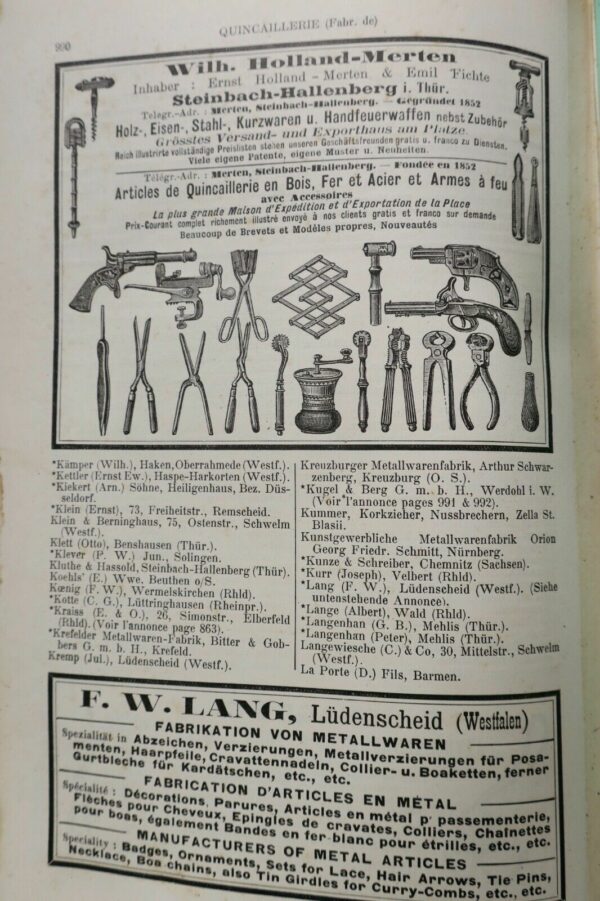 QUINCAILLERIE (Fabr. de)
990
Wilh. Holland-Merten
Inhaber : Ernst Holland - Merten & Emil Fichte
Steinbach-Hallenberg i. Thür.
Telegr.-Adr. : Merten, Steinbach-Hallenberg. — Gegründet 1852
Holz-, Eisen-, Stahl-, Kurzwaren u. Handfeuerwaffen nebst Zubehör
Grösstes Versand- und Exporthaus am Platze
Reich illustrirte vollständige Preislisten stehen unseren Geschäftsfreunden gratis u. franco zu Diensten.
Viele eigene Patente, eigene Muster u. Neuheiten.
Télégr.-Adr. : Merten, Steinbach-Hallenberg. — Fondée en 1852
Articles de Quincaillerie en Bois, Fer et Acier et Armes à feu
avec Accessoires
La plus grande Maison d'Expédition et d'Exportation de la Place
Prix-Courant complet richement illustré envoyé à nos clients gratis et franco sur demande
Beaucoup de Brevets et Modèles propres, Nouveautés
*Kämper (Wilh.), Haken, Oberrahmede (Westf.).
*Kettler (Ernst Ew.), Haspe-Harkorten (Westf.).
*Kiekert (Arn.) Söhne, Heiligenhaus, Bez. Düs-
seldorf.
*Klein (Ernst), 73, Freiheitstr., Remscheid.
Klein & Berninghaus, 75, Ostenstr., Schwelm
(Westf.).
Klett (Otto), Benshausen (Thür.).
*Klever (P. W.) Jun., Solingen.
Kluthe & Hassold, Steinbach-Hallenberg (Thür).
Koehls' (E.) Wwe. Beuthen o/S.
Kœnig (F. W.), Wermelskirchen (Rhld).
*Kotte (C. G.), Lüttringhausen (Rheinpr.).
*Kraiss (E. & O.), 26, Simonstr., Elberfeld
(Rhld). (Voir l'annonce page 863).
*Krefelder Metallwaren-Fabrik, Bitter & Gob-
bers G. m. b. H., Krefeld.
Kremp (Jul.), Lüdenscheid (Westf.).
Kreuzburger Metallwarenfabrik, Arthur Schwar-
zenberg, Kreuzburg (O. S.).
*Kugel & Berg G. m. b. H., Werdohl i. W.
(Voir l'annonce pages 991 & 992).
Kummer, Korkzieher, Nussbrechern, Zella St.
Blasii.
Kunstgewerbliche Metallwarenfabrik Orion
Georg Friedr. Schmitt, Nürnberg.
*Kunze & Schreiber, Chemnitz (Sachsen).
*Kurr (Joseph), Velbert (Rhld).
*Lang (F. W.), Lüdenscheid (Westf.). (Siehe
untenstehende Annonce).
*Lange (Albert), Wald (Rhld).
*Langenhan (G. B.), Mehlis (Thür.).
*Langenhan (Peter), Mehlis (Thür.).
Langewiesche (C.) & Co, 30, Mittelstr., Schwelm
(Westf.).
La Porte (D.) Fils, Barmen.
F. W. LANG, Lüdenscheid (Westfalen)
FABRIKATION VON METALLWAREN
Spezialität in Abzeichen, Verzierungen, Metallverzierungen für Posa-
menten, Haarpfeile, Cravattennadeln, Collier- u. Boaketten, ferner
Gurtbleche für Kardätschen, etc., etc.
FABRICATION D'ARTICLES EN MÉTAL
Spécialité : Décorations, Parures, Articles en métal pr passementerie,
Flèches pour Cheveux, Epingles de cravates, Colliers, Chaînettes
pour boas, également Bandes en fer blanc pour étrilles, etc., etc.
MANUFACTURERS OF METAL ARTICLES
Speciality : Badges, Ornaments, Sets for Lace, Hair Arrows, Tie Pins,
Necklace, Boa chains, also Tin Girdles for Curry-Combs, etc., etc.